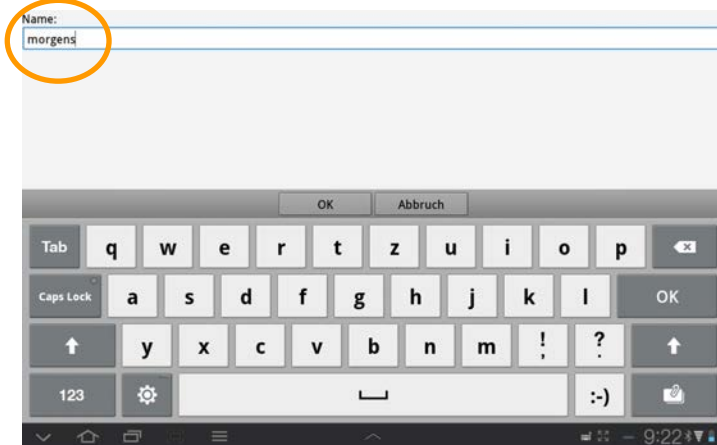 Name:
morgens
OK Abbruch
Tab q w e r t z u i o p
Caps Lock a s d f g h j k l OK
y x c v b n m ! , ? .
123 :-)
9:22